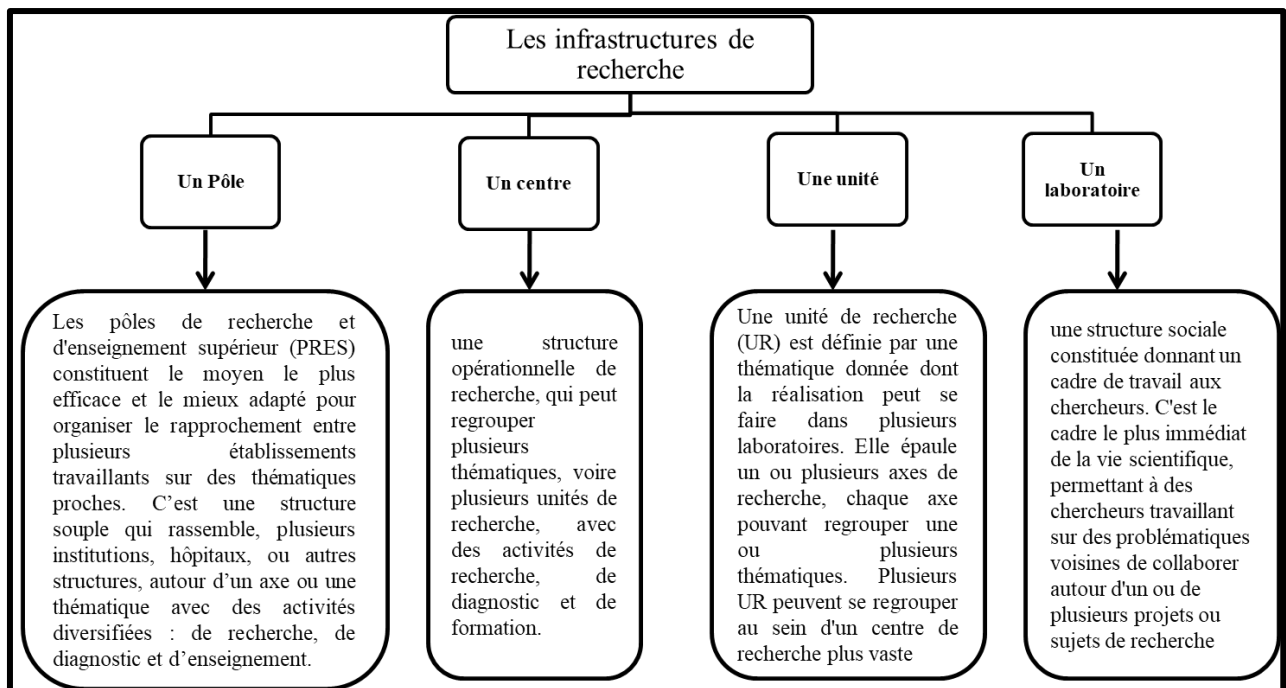 Les infrastructures de
recherche
Un Pôle
Un centre
Une unité
Un
laboratoire
Les pôles de recherche et
d'enseignement supérieur (PRES)
constituent le moyen le plus
efficace et le mieux adapté pour
organiser le rapprochement entre
plusieurs établissements
travaillants sur des thématiques
proches. C’est une structure
souple qui rassemble, plusieurs
institutions, hôpitaux, ou autres
structures, autour d’un axe ou une
thématique avec des activités
diversifiées : de recherche, de
diagnostic et d’enseignement.
une structure
opérationnelle de
recherche, qui peut
regrouper
plusieurs
thématiques, voire
plusieurs unités de
recherche, avec
des activités de
recherche, de
diagnostic et de
formation.
Une unité de recherche
(UR) est définie par une
thématique donnée dont
la réalisation peut se
faire dans plusieurs
laboratoires. Elle épaule
un ou plusieurs axes de
recherche, chaque axe
pouvant regrouper une
ou plusieurs
thématiques. Plusieurs
UR peuvent se regrouper
au sein d'un centre de
recherche plus vaste
une structure sociale
constituée donnant un
cadre de travail aux
chercheurs. C'est le
cadre le plus immédiat
de la vie scientifique,
permettant à des
chercheurs travaillant
sur des problématiques
voisines de collaborer
autour d'un ou de
plusieurs projets ou
sujets de recherche